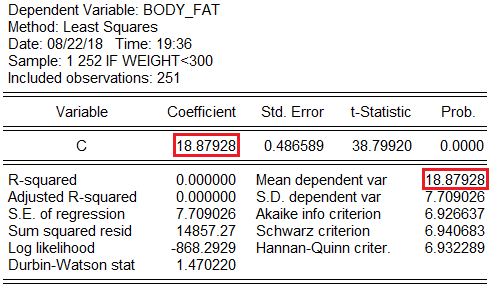 Dependent Variable: BODY_FAT
Method: Least Squares
Date: 08/22/18 Time: 19:36
Sample: 1 252 IF WEIGHT<300
Included observations: 251
Variable Coefficient Std. Error t-Statistic Prob.
C 18.87928 0.486589 38.79920 0.0000
R-squared 0.000000 Mean dependent var 18.87928
Adjusted R-squared 0.000000 S.D. dependent var 7.709026
S.E. of regression 7.709026 Akaike info criterion 6.926637
Sum squared resid 14857.27 Schwarz criterion 6.940683
Log likelihood -868.2929 Hannan-Quinn criter. 6.932289
Durbin-Watson stat 1.470220